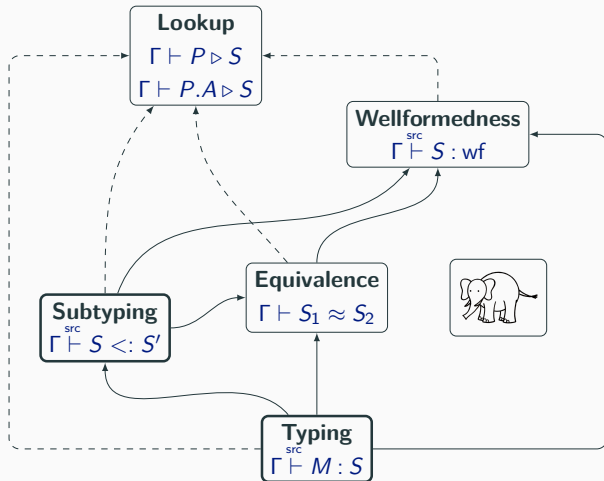 Lookup
Γ ⊢ P ▷ S
Γ ⊢ P.A ▷ S
Wellformedness
src
Γ ⊢ S : wf
Equivalence
Γ ⊢ S₁ ≈ S₂
Subtyping
src
Γ ⊢ S <: S′
Typing
src
Γ ⊢ M : S